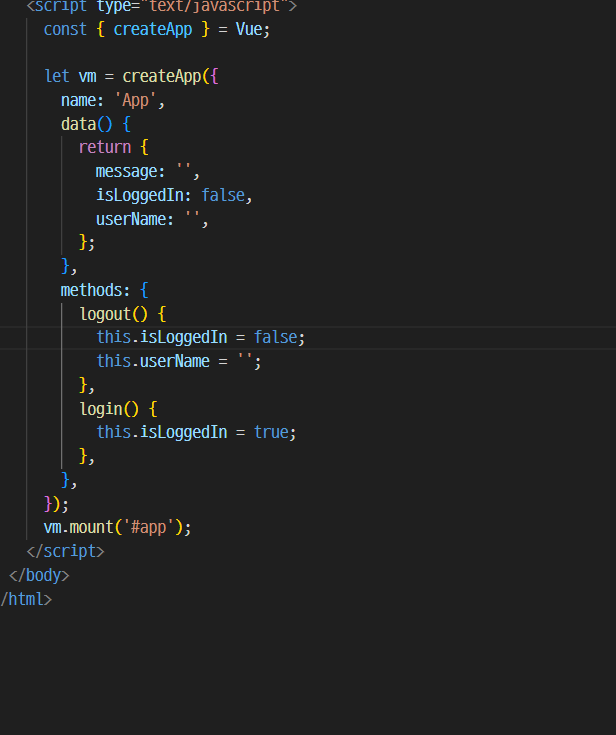 <script type="text/javascript">
const { createApp } = Vue;
let vm = createApp({
name: 'App',
data() {
return {
message: '',
isLoggedIn: false,
userName: '',
};
},
methods: {
logout() {
this.isLoggedIn = false;
this.userName = '';
},
login() {
this.isLoggedIn = true;
},
},
});
vm.mount('#app');
</script>
</body>
/html>